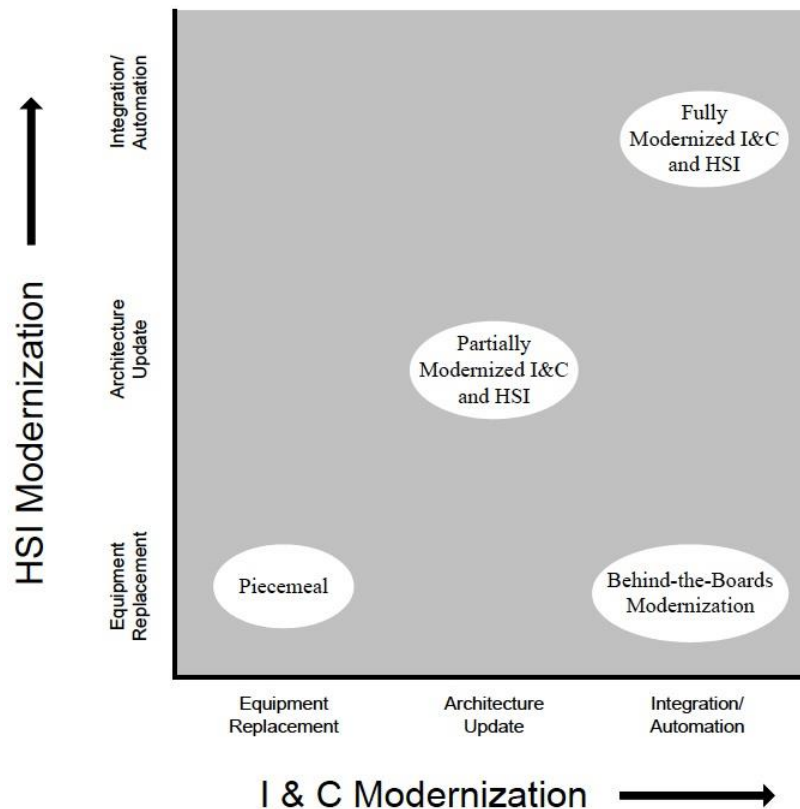 Integration/
Automation
Fully
Modernized I&C
and HSI
HSI Modernization
Architecture
Update
Partially
Modernized I&C
and HSI
Equipment
Replacement
Piecemeal
Behind-the-Boards
Modernization
Equipment
Replacement
Architecture
Update
Integration/
Automation
I & C Modernization